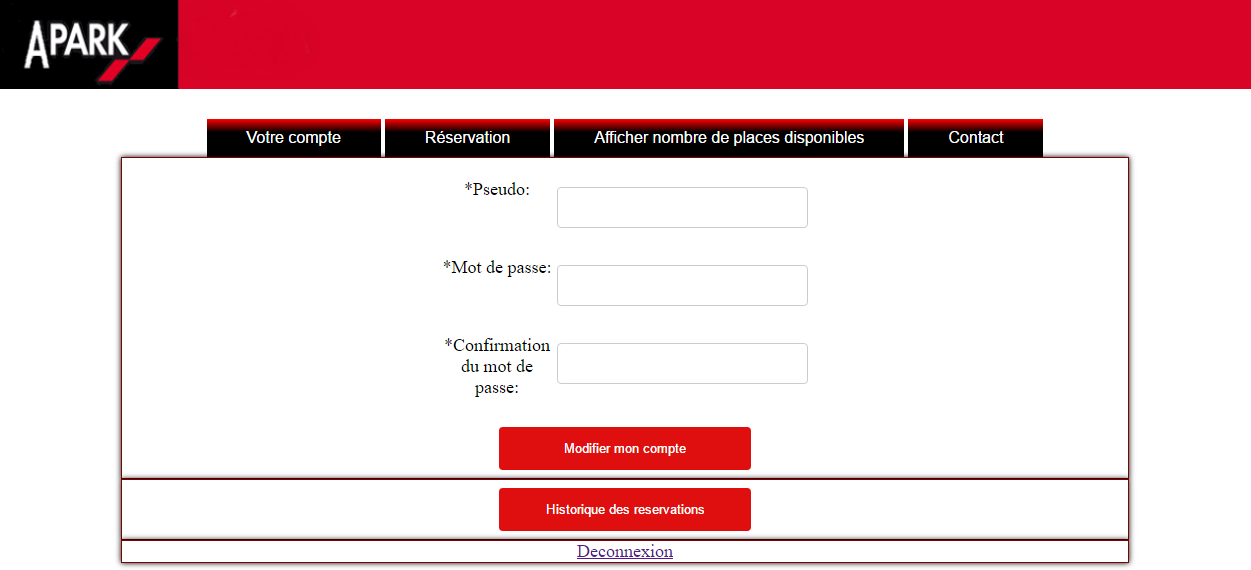 APARK
Votre compte
Réservation
Afficher nombre de places disponibles
Contact
*Pseudo:
*Mot de passe:
*Confirmation
du mot de
passe:
Modifier mon compte
Historique des reservations
Deconnexion